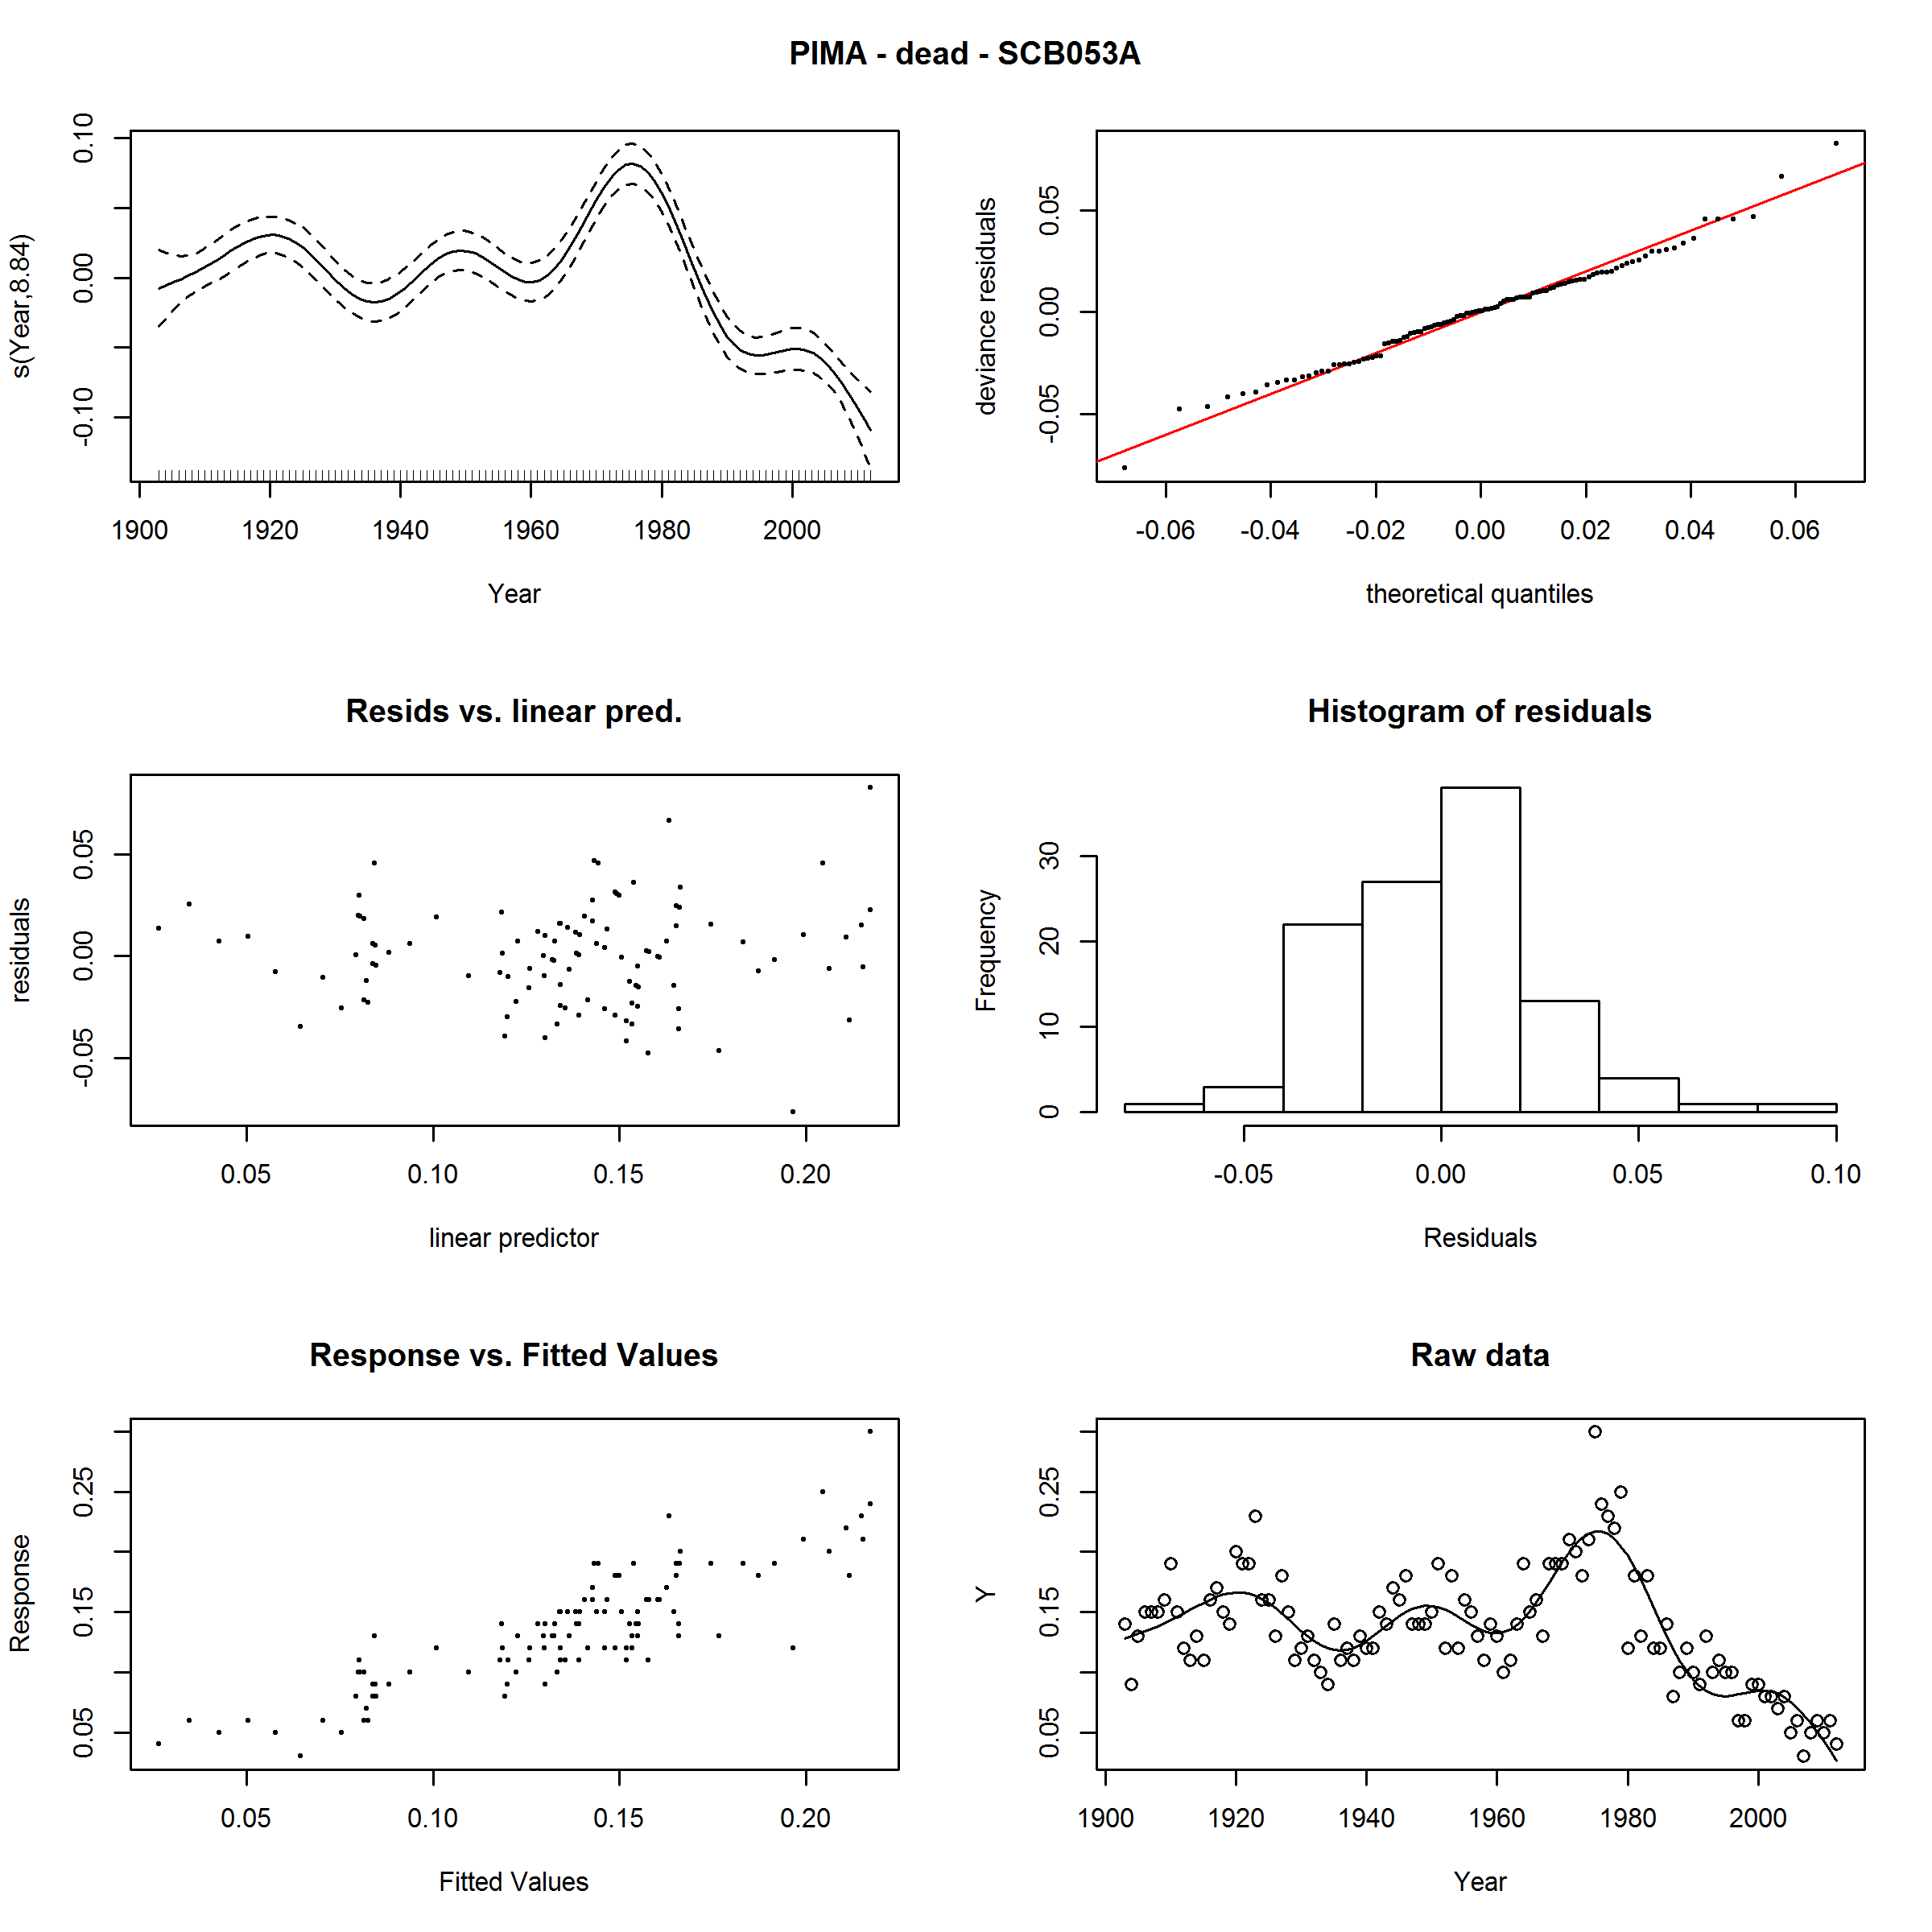 PIMA - dead - SCB053A
s(Year,8.84)
-0.10 0.00 0.10
1900 1920 1940 1960 1980 2000
Year
deviance residuals
-0.05 0.00 0.05
-0.06 -0.04 -0.02 0.00 0.02 0.04 0.06
theoretical quantiles
Resids vs. linear pred.
residuals
-0.05 0.00 0.05
0.05 0.10 0.15 0.20
linear predictor
Histogram of residuals
Frequency
0 10 20 30
-0.05 0.00 0.05 0.10
Residuals
Response vs. Fitted Values
Response
0.05 0.15 0.25
0.05 0.10 0.15 0.20
Fitted Values
Raw data
Y
0.05 0.15 0.25
1900 1920 1940 1960 1980 2000
Year